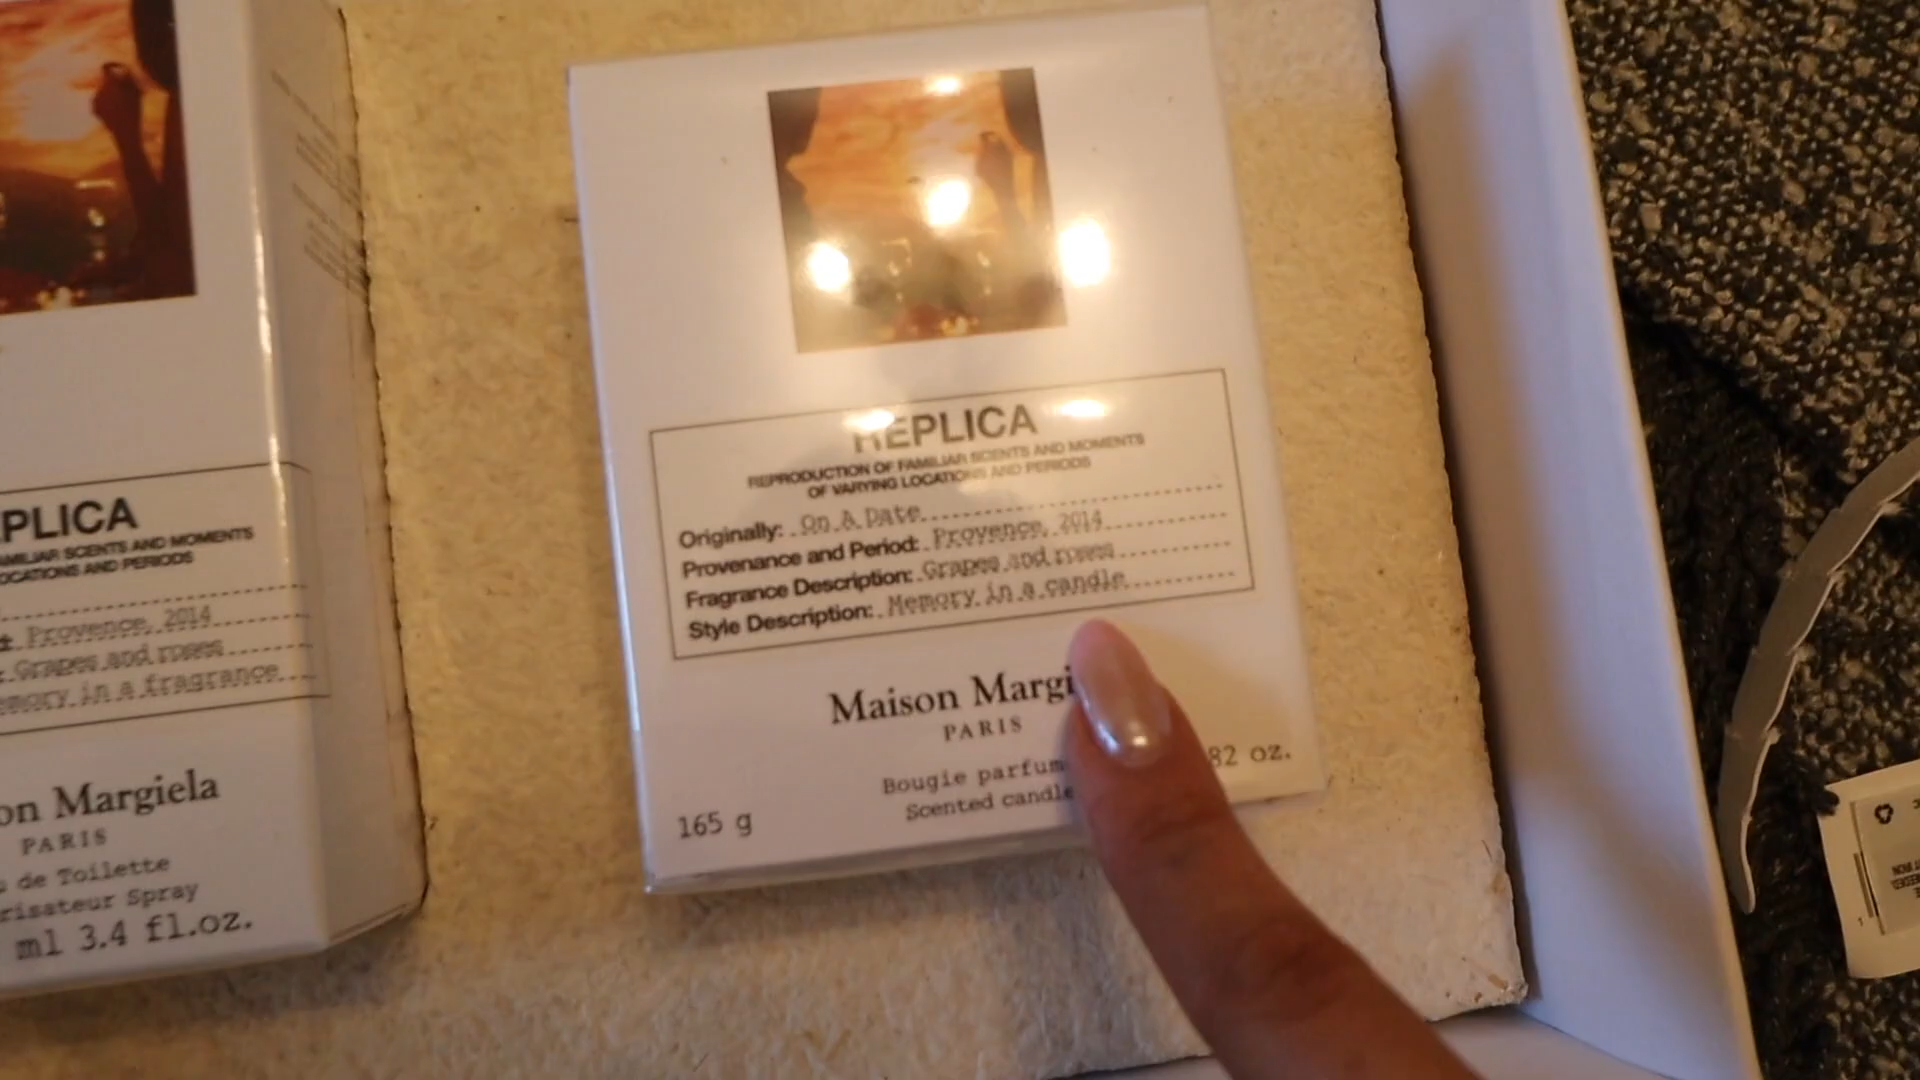 PLICA
AMILIAR SCENTS AND MOMENTS
OCATIONS AND PERIODS
Provence, 2014
Grapes and roses
emory in a fragrance
on Margiela
PARIS
de Toilette
risateur Spray
ml 3.4 fl.oz.
REPLICA
REPRODUCTION OF FAMILIAR SCENTS AND MOMENTS
OF VARYING LOCATIONS AND PERIODS
Originally: On A Date
Provenance and Period: Provence, 2014
Fragrance Description: Grapes and roses
Style Description: Memory in a candle
Maison Margi
PARIS
Bougie parfum
Scented candle
165 g
82 oz.